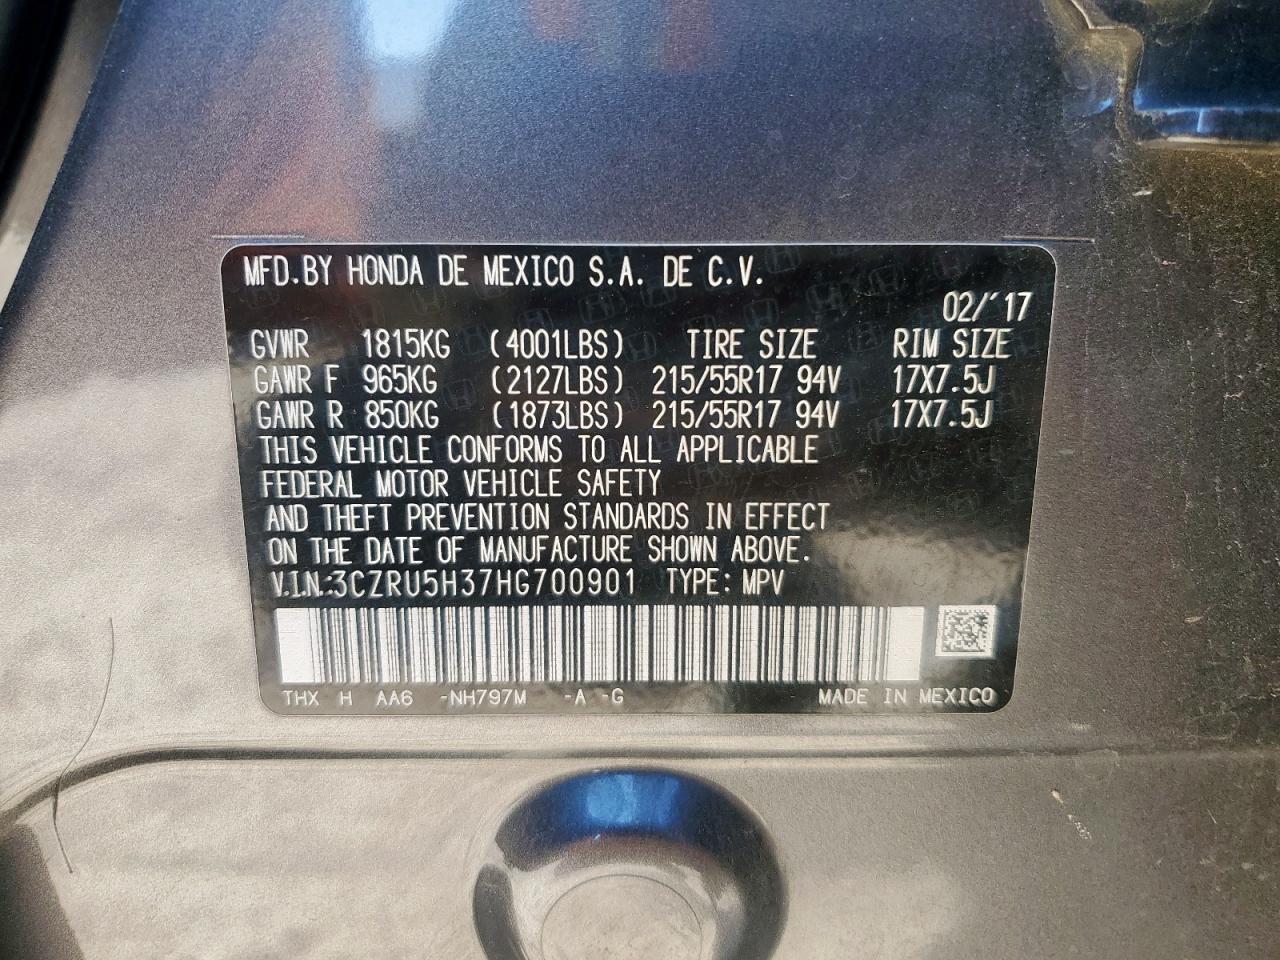 MFD.BY HONDA DE MEXICO S.A. DE C.V.
02/'17
GVWR 1815KG (4001LBS) TIRE SIZE RIM SIZE
GAWR F 965KG (2127LBS) 215/55R17 94V 17X7.5J
GAWR R 850KG (1873LBS) 215/55R17 94V 17X7.5J
THIS VEHICLE CONFORMS TO ALL APPLICABLE
FEDERAL MOTOR VEHICLE SAFETY
AND THEFT PREVENTION STANDARDS IN EFFECT
ON THE DATE OF MANUFACTURE SHOWN ABOVE.
V.I.N.:3CZRU5H37HG700901 TYPE: MPV
THX H AA6 -NH797M -A -G MADE IN MEXICO